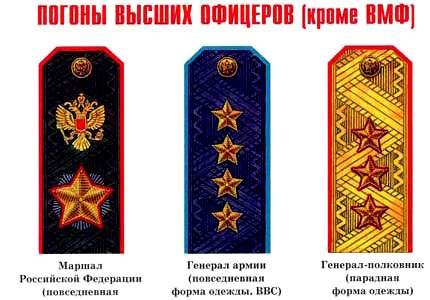 ПОГОНЫ ВЫСШИХ ОФИЦЕРОВ (кроме ВМФ)
Маршал
Российской Федерации
(повседневная
Генерал армии
(повседневная
форма одежды, ВВС)
Генерал-полковник
(парадная
форма одежды)